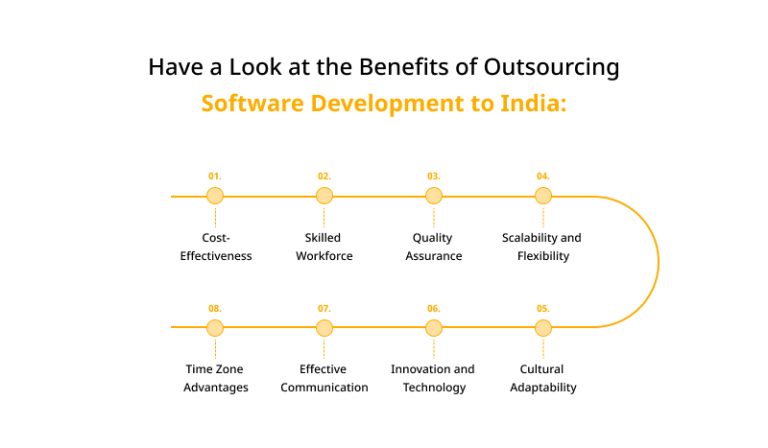 Have a Look at the Benefits of Outsourcing
Software Development to India:
01.
Cost-
Effectiveness
02.
Skilled
Workforce
03.
Quality
Assurance
04.
Scalability and
Flexibility
05.
Cultural
Adaptability
06.
Innovation and
Technology
07.
Effective
Communication
08.
Time Zone
Advantages